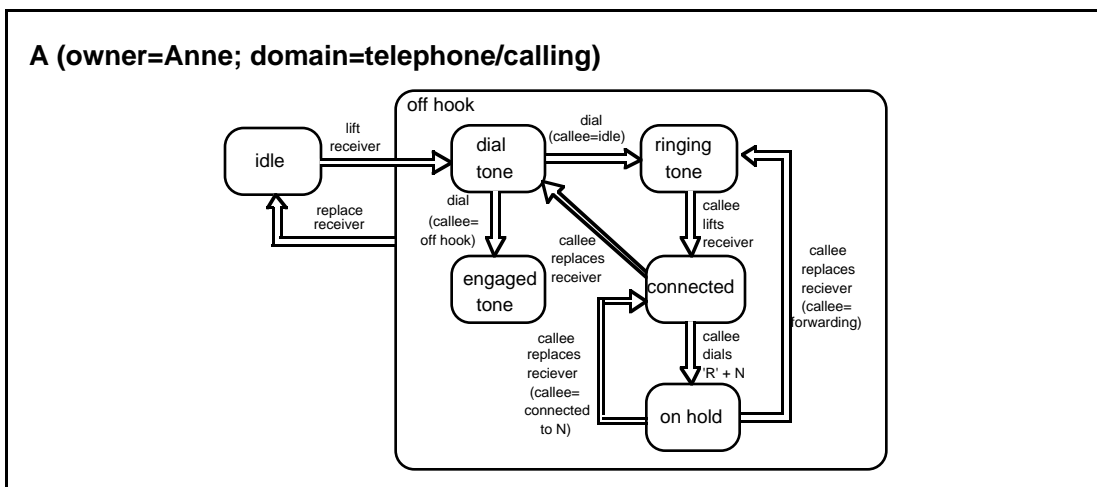 A (owner=Anne; domain=telephone/calling)
off hook
idle
lift
receiver
dial
tone
dial
(callee=idle)
ringing
tone
replace
receiver
dial
(callee=
off hook)
engaged
tone
callee
replaces
receiver
callee
lifts
receiver
connected
callee
replaces
reciever
(callee=
forwarding)
callee
replaces
reciever
(callee=
connected
to N)
callee
dials
'R' + N
on hold